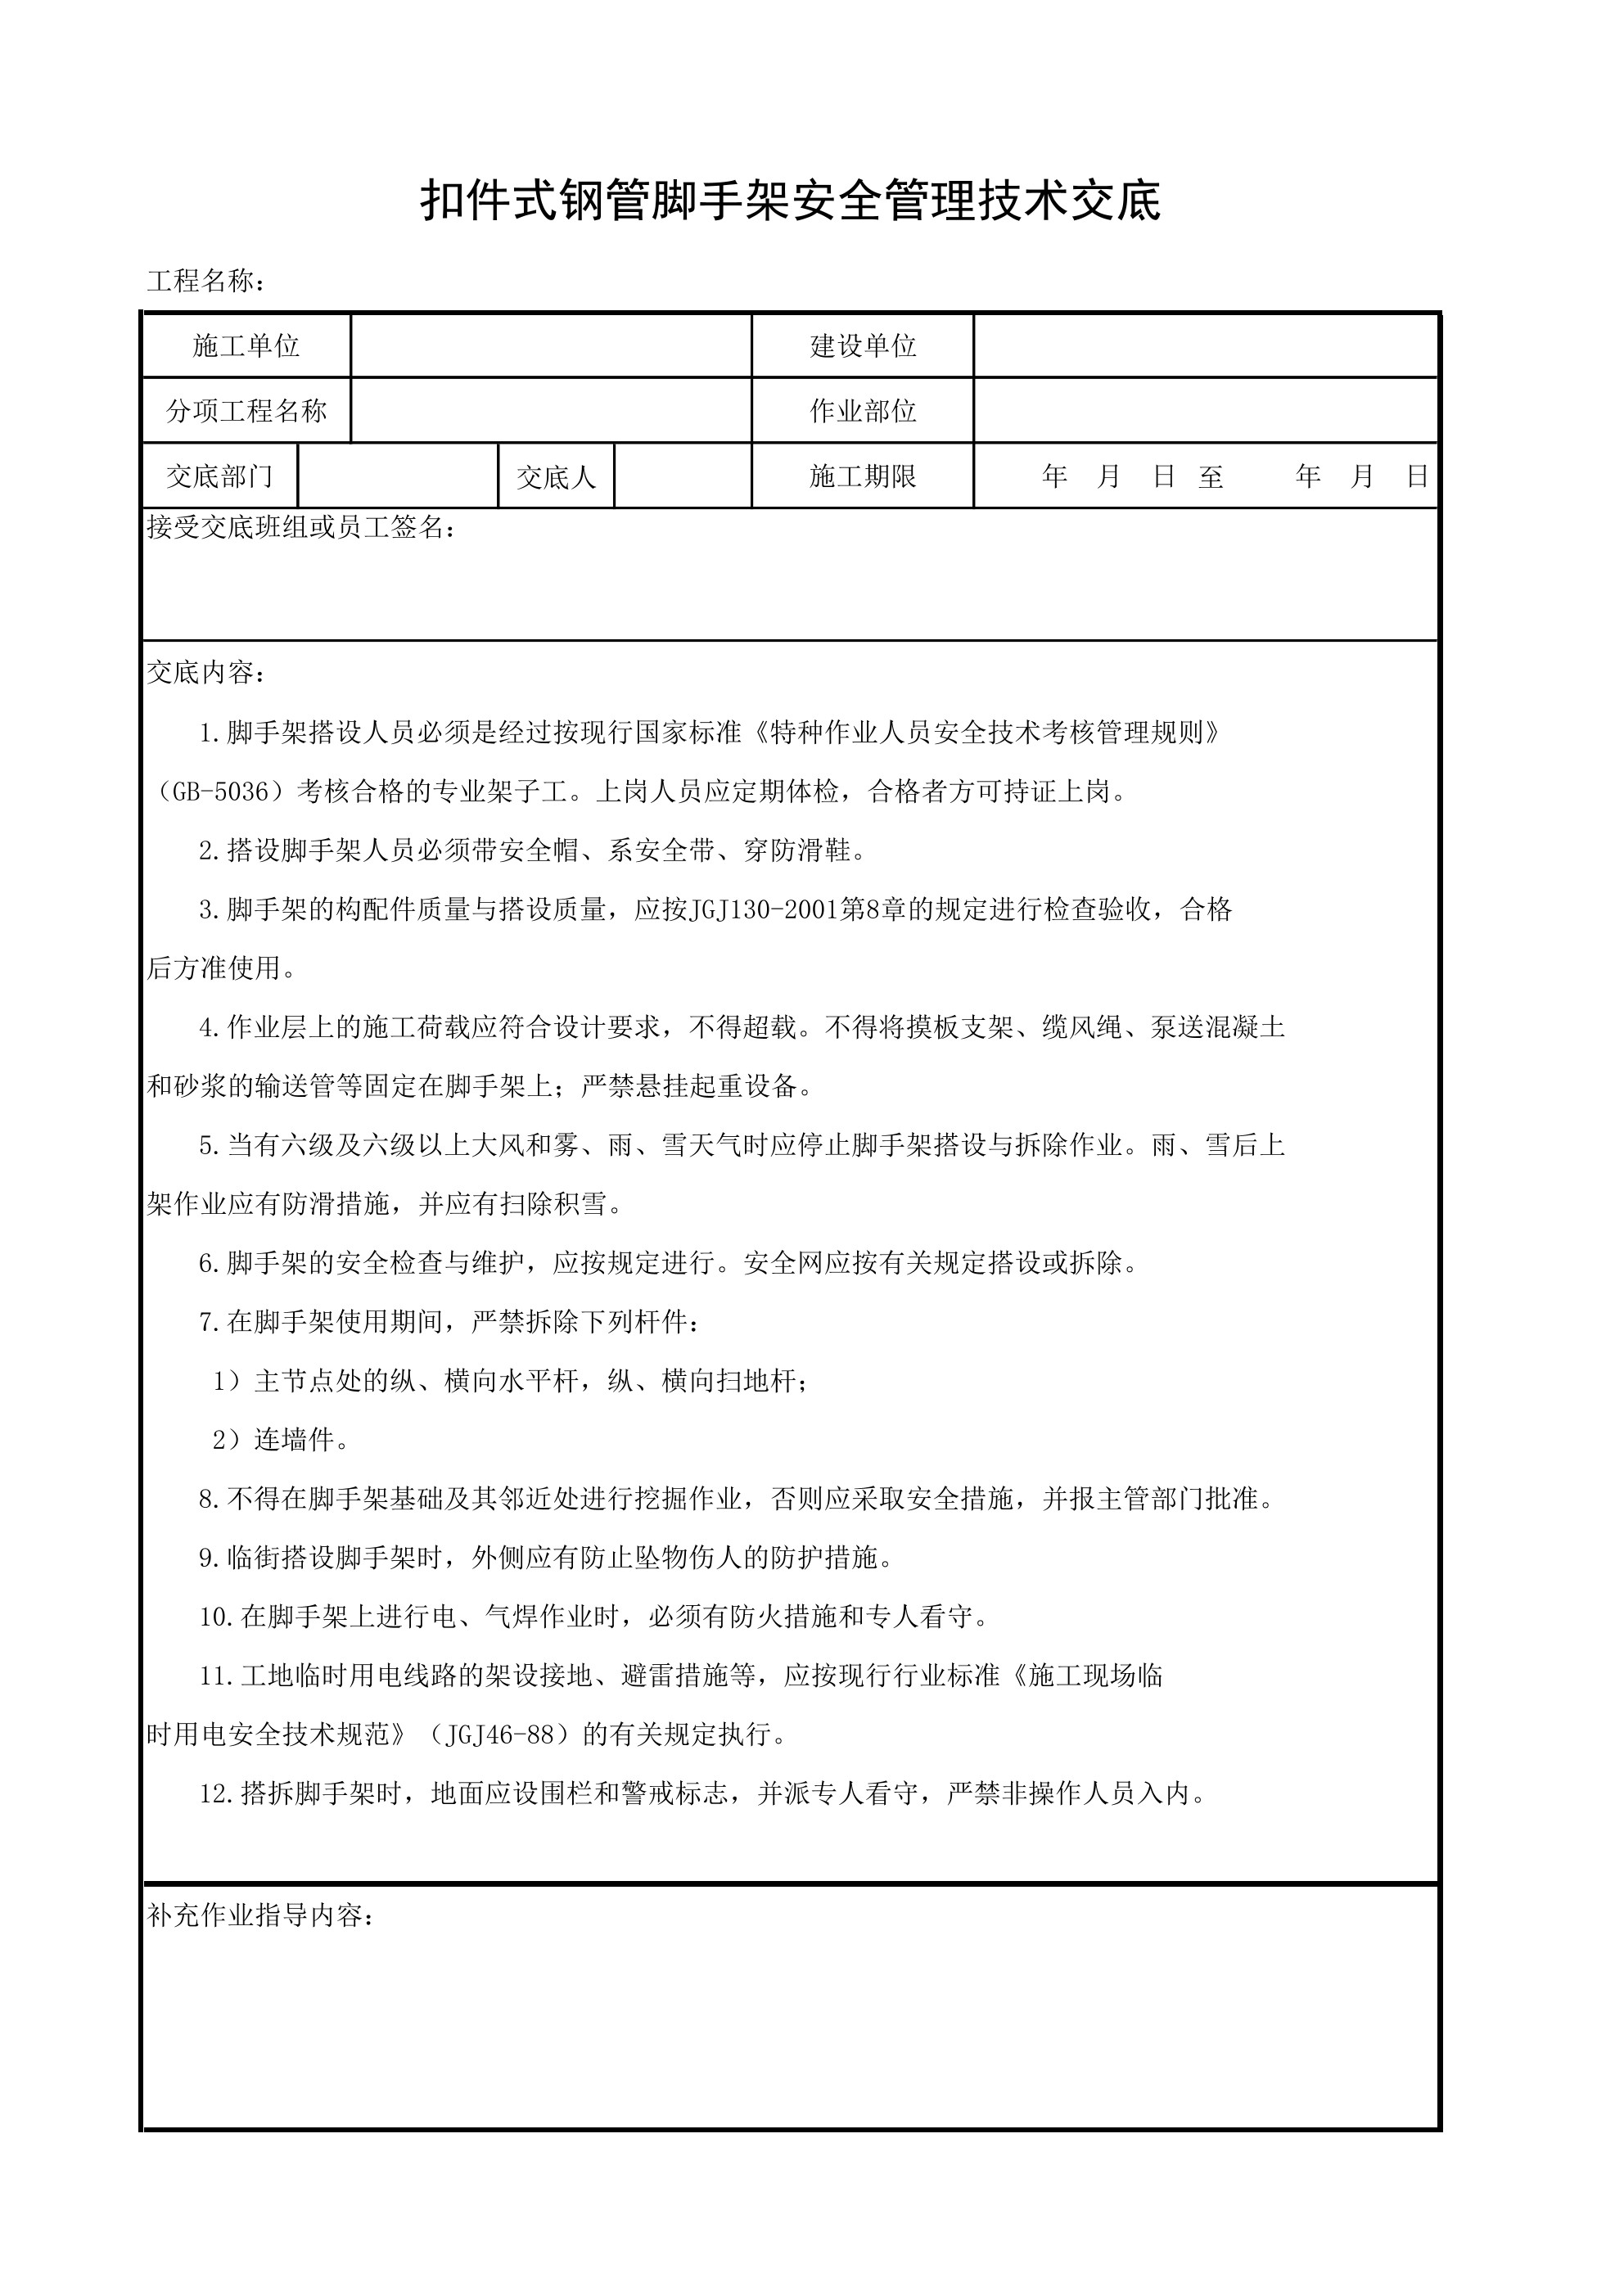 扣件式钢管脚手架安全管理技术交底
工程名称：
施工单位 建设单位
分项工程名称 作业部位
交底部门 交底人 施工期限 年 月 日 至 年 月 日
接受交底班组或员工签名：
交底内容：
1.脚手架搭设人员必须是经过按现行国家标准《特种作业人员安全技术考核管理规则》
（GB-5036）考核合格的专业架子工。上岗人员应定期体检，合格者方可持证上岗。
2.搭设脚手架人员必须带安全帽、系安全带、穿防滑鞋。
3.脚手架的构配件质量与搭设质量，应按JGJ130-2001第8章的规定进行检查验收，合格
后方准使用。
4.作业层上的施工荷载应符合设计要求，不得超载。不得将摸板支架、缆风绳、泵送混凝土
和砂浆的输送管等固定在脚手架上；严禁悬挂起重设备。
5.当有六级及六级以上大风和雾、雨、雪天气时应停止脚手架搭设与拆除作业。雨、雪后上
架作业应有防滑措施，并应有扫除积雪。
6.脚手架的安全检查与维护，应按规定进行。安全网应按有关规定搭设或拆除。
7.在脚手架使用期间，严禁拆除下列杆件：
1）主节点处的纵、横向水平杆，纵、横向扫地杆；
2）连墙件。
8.不得在脚手架基础及其邻近处进行挖掘作业，否则应采取安全措施，并报主管部门批准。
9.临街搭设脚手架时，外侧应有防止坠物伤人的防护措施。
10.在脚手架上进行电、气焊作业时，必须有防火措施和专人看守。
11.工地临时用电线路的架设接地、避雷措施等，应按现行行业标准《施工现场临
时用电安全技术规范》（JGJ46-88）的有关规定执行。
12.搭拆脚手架时，地面应设围栏和警戒标志，并派专人看守，严禁非操作人员入内。
补充作业指导内容：